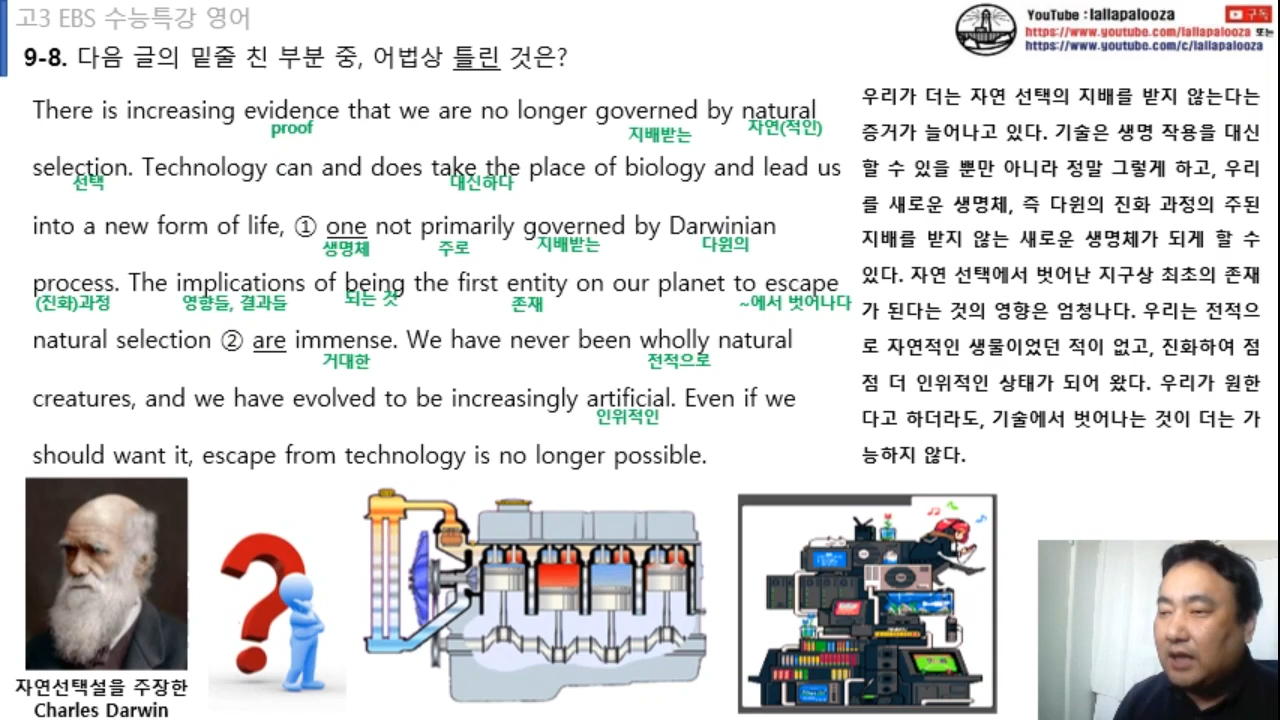 고3 EBS 수능특강 영어
YouTube : lallapalooza
구독
https://www.youtube.com/lallapalooza 또는
https://www.youtube.com/c/lallapalooza
9-8. 다음 글의 밑줄 친 부분 중, 어법상 틀린 것은?
There is increasing evidence that we are no longer governed by natural
proof 지배받는 자연(적인)
selection. Technology can and does take the place of biology and lead us
선택 대신하다
into a new form of life, ① one not primarily governed by Darwinian
생명체 주로 지배받는 다윈의
process. The implications of being the first entity on our planet to escape
(진화)과정 영향들, 결과들 되는 것 존재 ~에서 벗어나다
natural selection ② are immense. We have never been wholly natural
거대한 전적으로
creatures, and we have evolved to be increasingly artificial. Even if we
인위적인
should want it, escape from technology is no longer possible.
우리가 더는 자연 선택의 지배를 받지 않는다는
증거가 늘어나고 있다. 기술은 생명 작용을 대신
할 수 있을 뿐만 아니라 정말 그렇게 하고, 우리
를 새로운 생명체, 즉 다윈의 진화 과정의 주된
지배를 받지 않는 새로운 생명체가 되게 할 수
있다. 자연 선택에서 벗어난 지구상 최초의 존재
가 된다는 것의 영향은 엄청나다. 우리는 전적으
로 자연적인 생물이었던 적이 없고, 진화하여 점
점 더 인위적인 상태가 되어 왔다. 우리가 원한
다고 하더라도, 기술에서 벗어나는 것이 더는 가
능하지 않다.
자연선택설을 주장한
Charles Darwin